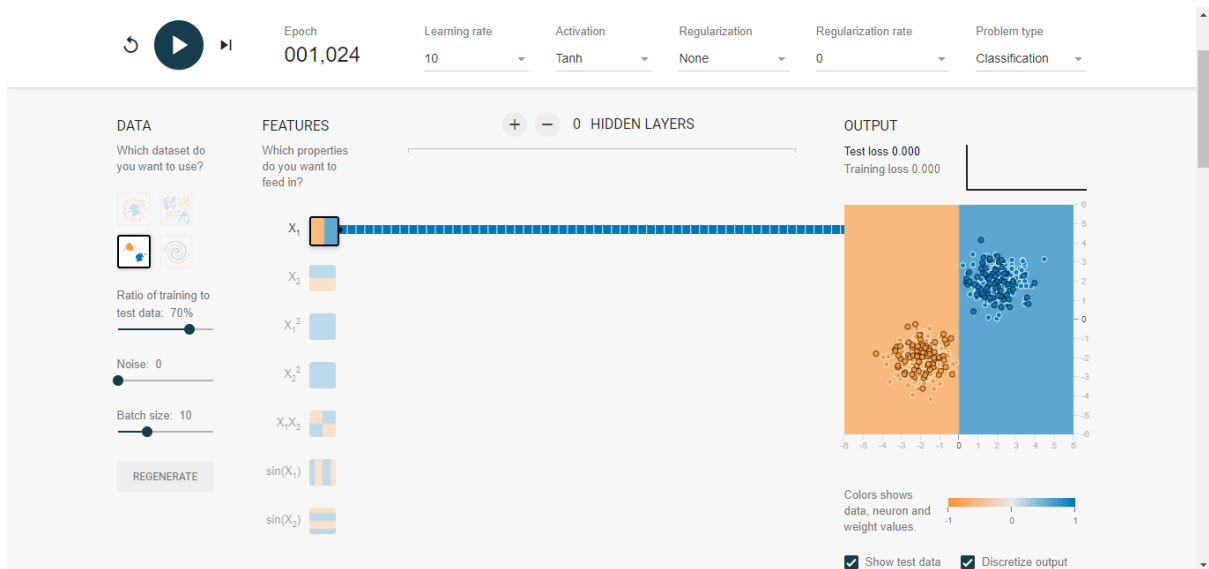 Epoch
001,024
Learning rate
10
Activation
Tanh
Regularization
None
Regularization rate
0
Problem type
Classification
DATA
Which dataset do
you want to use?
Ratio of training to
test data: 70%
Noise: 0
Batch size: 10
REGENERATE
FEATURES
Which properties
do you want to
feed in?
X₁
X₂
X₁²
X₂²
X₁X₂
sin(X₁)
sin(X₂)
+ − 0 HIDDEN LAYERS
OUTPUT
Test loss 0.000
Training loss 0.000
6
5
4
3
2
1
0
-1
-2
-3
-4
-5
-6
-6 -5 -4 -3 -2 -1 0 1 2 3 4 5 6
Colors shows
data, neuron and
weight values.
-1 0 1
Show test data
Discretize output